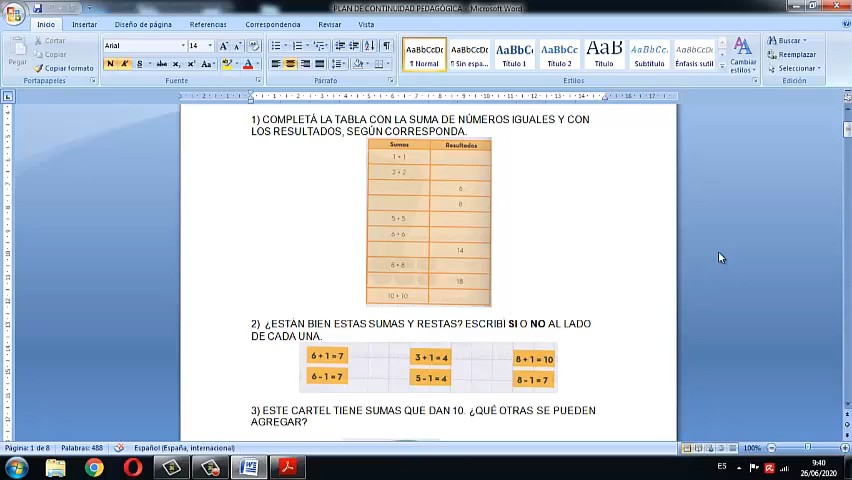 PLAN DE CONTINUIDAD PEDAGÓGICA - Microsoft Word
Inicio Insertar Diseño de página Referencias Correspondencia Revisar Vista
Pegar
Cortar
Copiar
Copiar formato
Portapapeles
Arial 14
Fuente
Párrafo
AaBbCcDc AaBbCcDc AaBbCc AaBbCc AaB AaBbCc AaBbCcDc
¶ Normal ¶ Sin espa... Título 1 Título 2 Título Subtítulo Énfasis sutil
Estilos
Cambiar estilos
Buscar
Reemplazar
Seleccionar
Edición
1) COMPLETÁ LA TABLA CON LA SUMA DE NÚMEROS IGUALES Y CON
LOS RESULTADOS, SEGÚN CORRESPONDA.
Sumas Resultados
1 + 1
2 + 2
6
8
5 + 5
6 + 6
14
8 + 8
18
10 + 10
2) ¿ESTÁN BIEN ESTAS SUMAS Y RESTAS? ESCRIBÍ SI O NO AL LADO
DE CADA UNA.
6 + 1 = 7 3 + 1 = 4 8 + 1 = 10
6 - 1 = 7 5 - 1 = 4 8 - 1 = 7
3) ESTE CARTEL TIENE SUMAS QUE DAN 10. ¿QUÉ OTRAS SE PUEDEN
AGREGAR?
Página: 1 de 8 Palabras: 488 Español (España, internacional) 100%
ES 9:40
26/06/2020